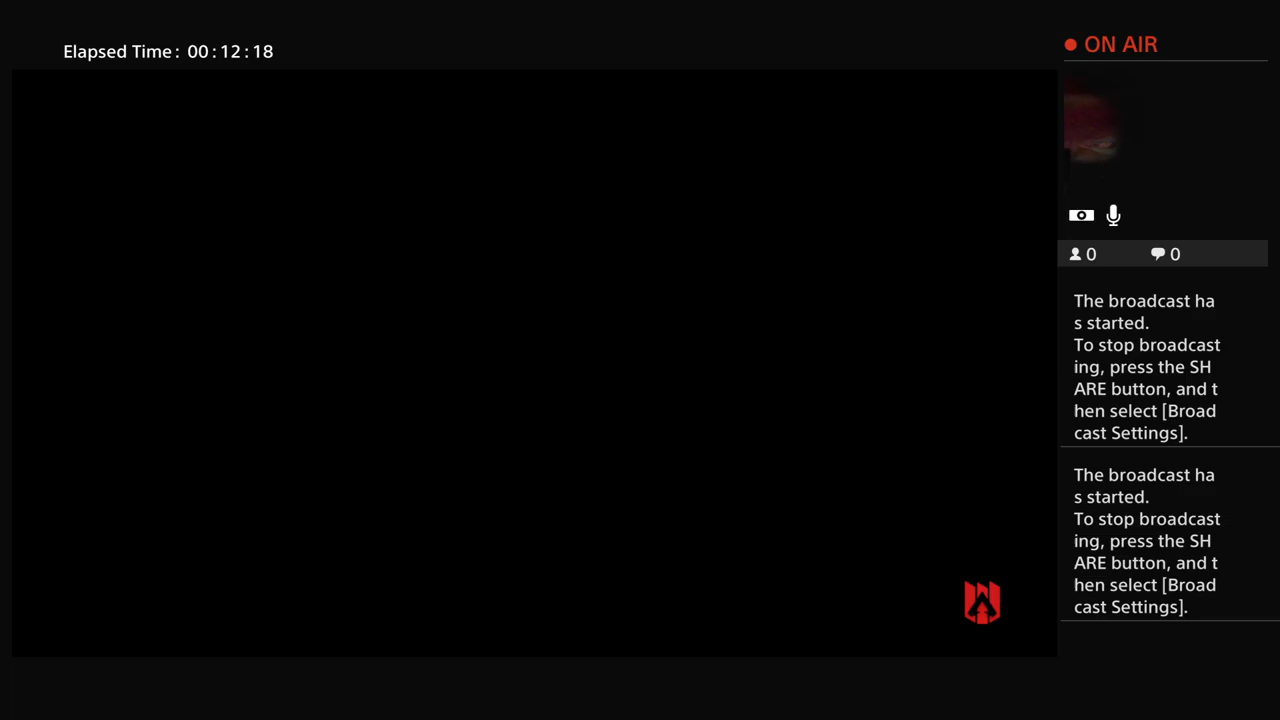 Elapsed Time: 00:12:18
ON AIR
0 0
The broadcast ha
s started.
To stop broadcast
ing, press the SH
ARE button, and t
hen select [Broad
cast Settings].
The broadcast ha
s started.
To stop broadcast
ing, press the SH
ARE button, and t
hen select [Broad
cast Settings].